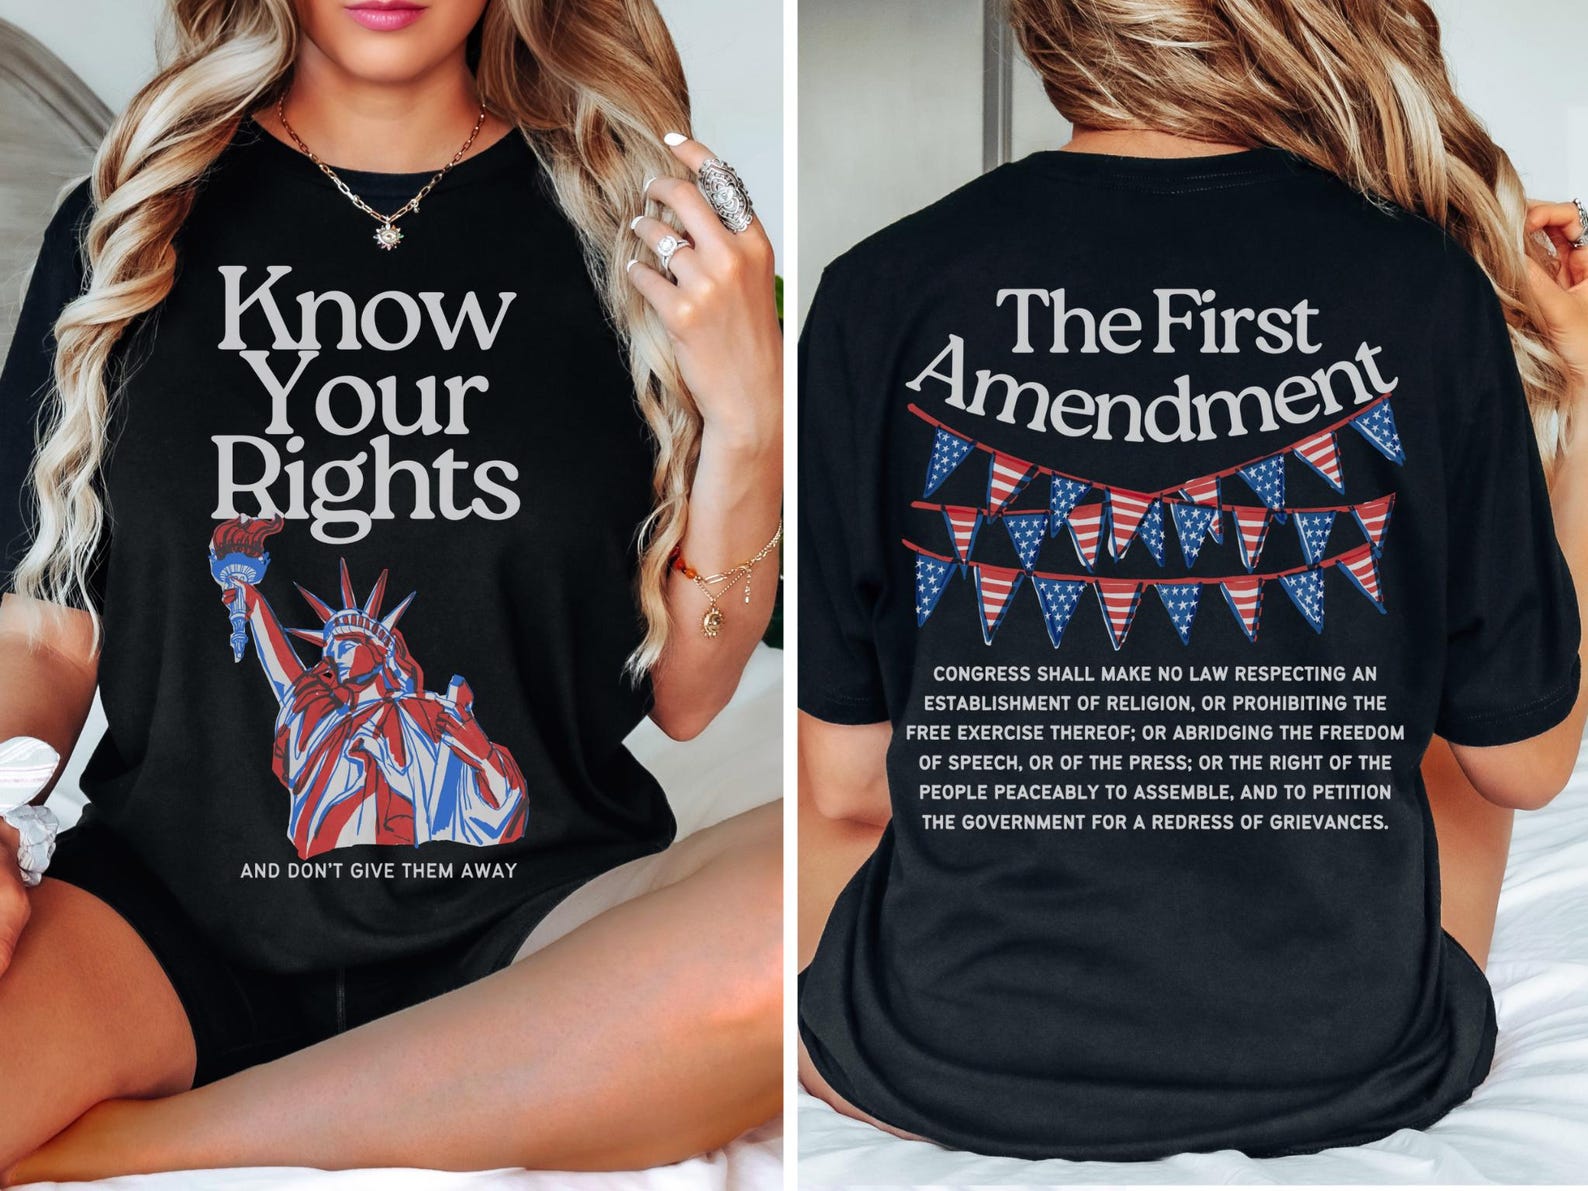 Know
Your
Rights
AND DON'T GIVE THEM AWAY
The First
Amendment
CONGRESS SHALL MAKE NO LAW RESPECTING AN
ESTABLISHMENT OF RELIGION, OR PROHIBITING THE
FREE EXERCISE THEREOF; OR ABRIDGING THE FREEDOM
OF SPEECH, OR OF THE PRESS; OR THE RIGHT OF THE
PEOPLE PEACEABLY TO ASSEMBLE, AND TO PETITION
THE GOVERNMENT FOR A REDRESS OF GRIEVANCES.